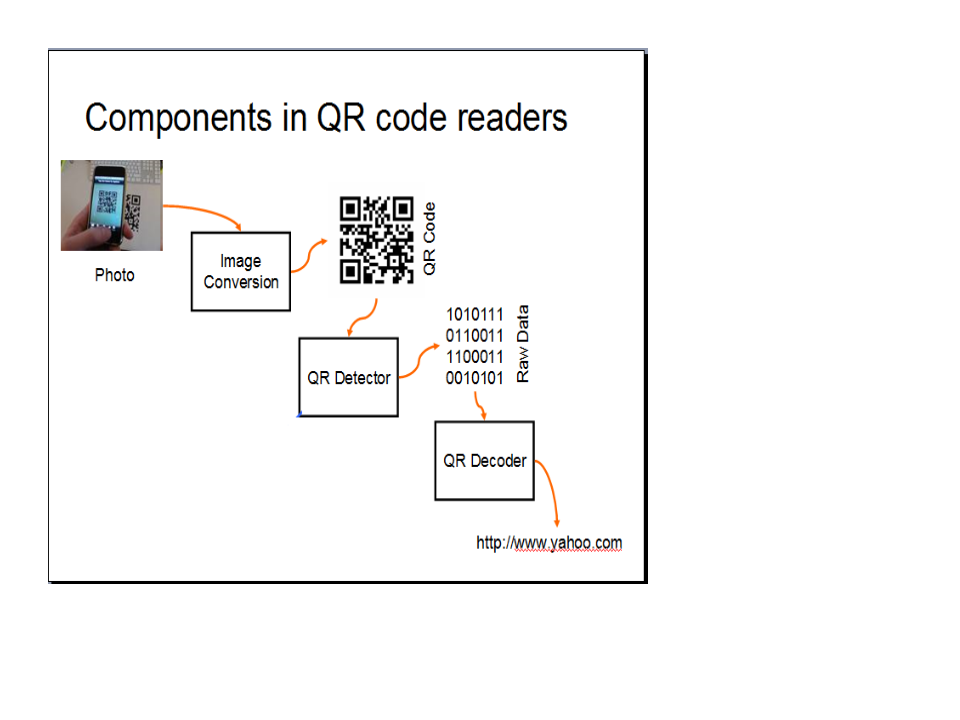 Components in QR code readers
Photo
Image
Conversion
QR Code
QR Detector
1010111
0110011
1100011
0010101
Raw Data
QR Decoder
http://www.yahoo.com